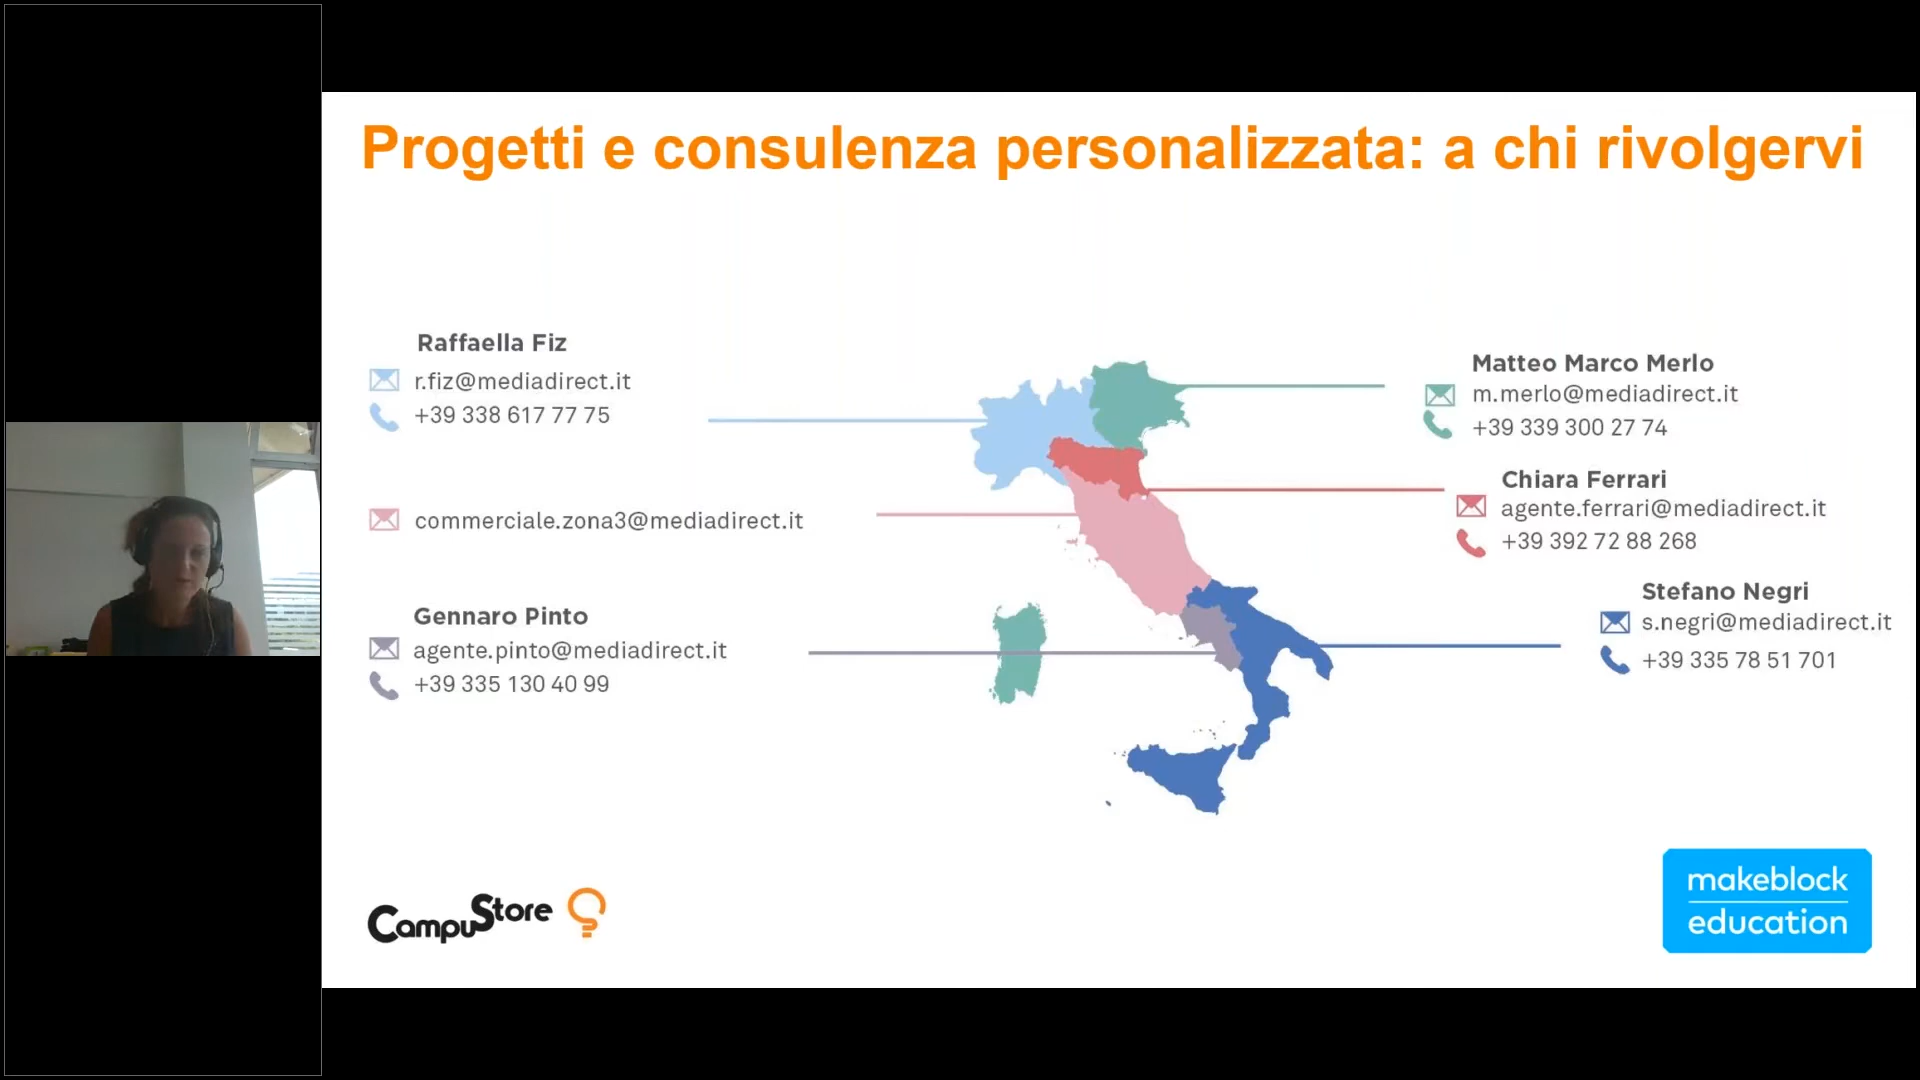 Progetti e consulenza personalizzata: a chi rivolgervi
Raffaella Fiz
r.fiz@mediadirect.it
+39 338 617 77 75
commerciale.zona3@mediadirect.it
Gennaro Pinto
agente.pinto@mediadirect.it
+39 335 130 40 99
Matteo Marco Merlo
m.merlo@mediadirect.it
+39 339 300 27 74
Chiara Ferrari
agente.ferrari@mediadirect.it
+39 392 72 88 268
Stefano Negri
s.negri@mediadirect.it
+39 335 78 51 701
CampuStore
makeblock
education